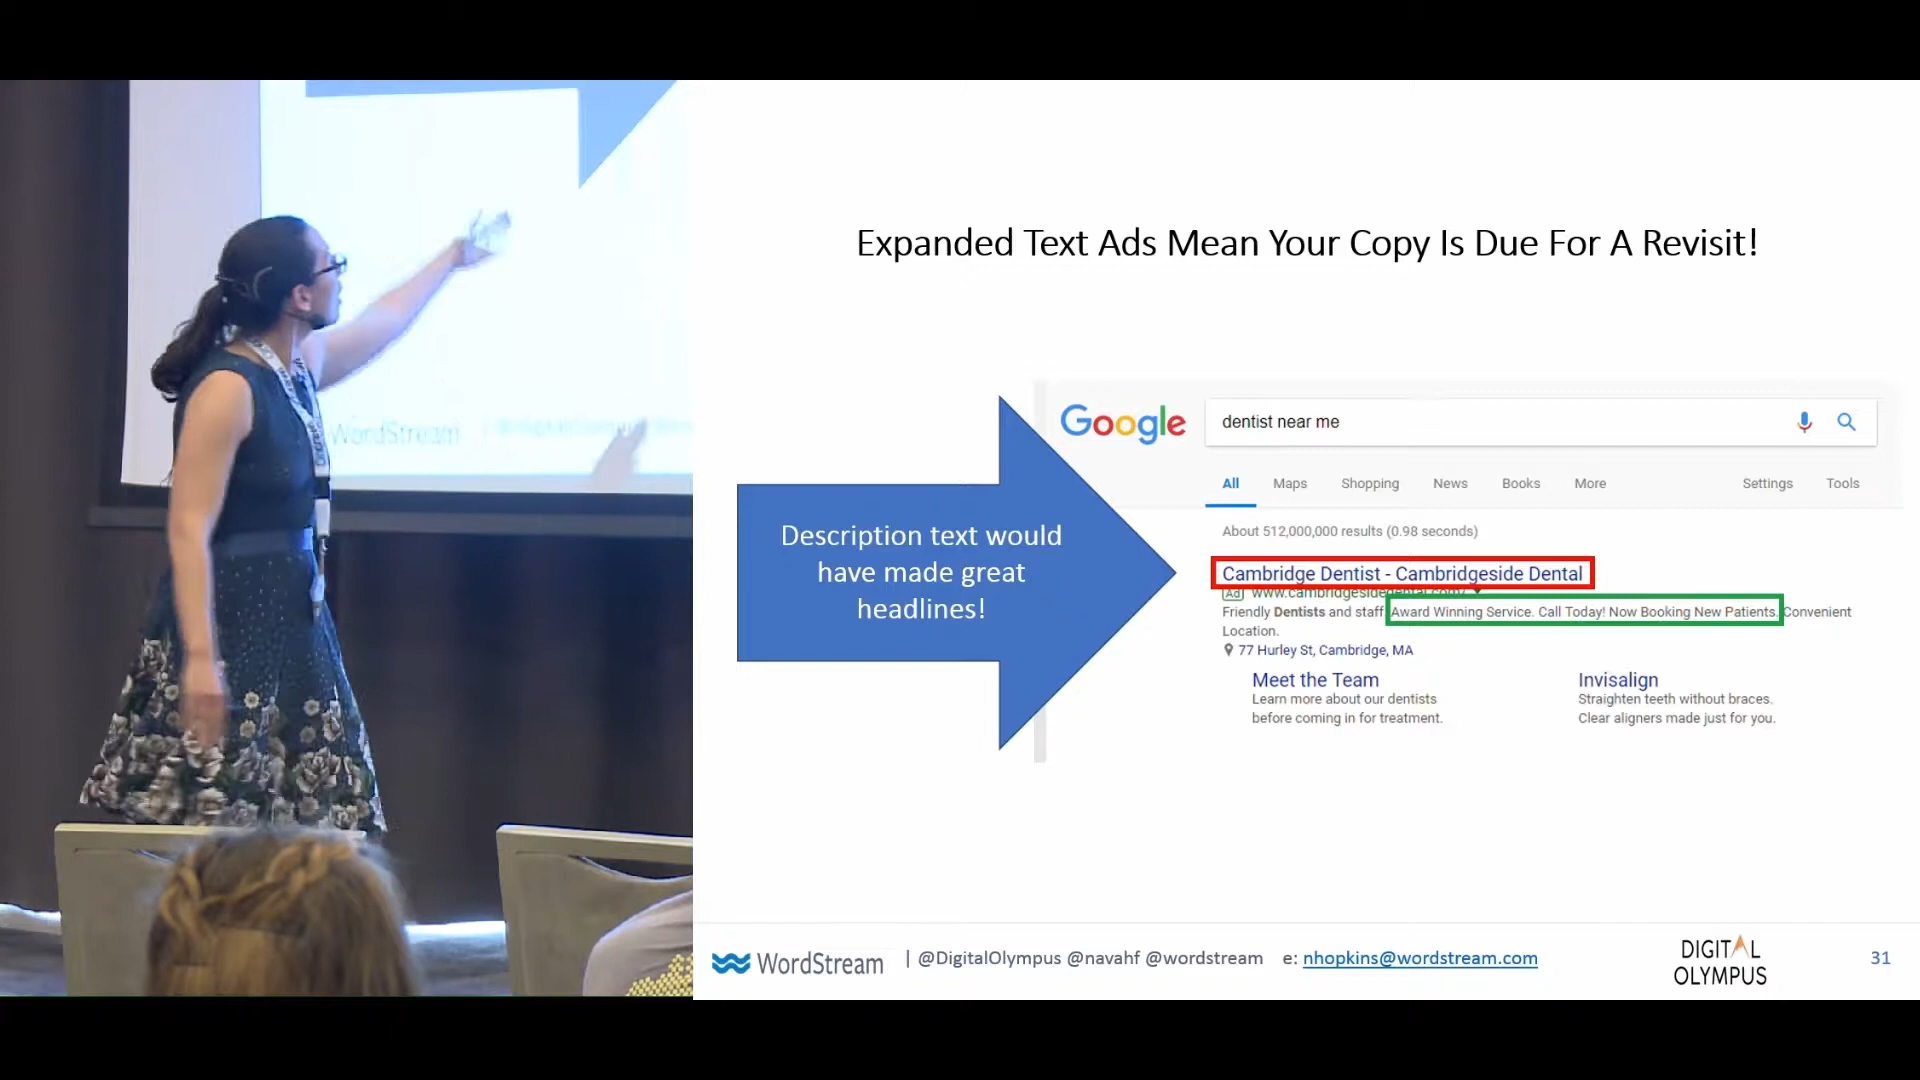 WordStream
Expanded Text Ads Mean Your Copy Is Due For A Revisit!
Description text would
have made great
headlines!
Google
dentist near me
All Maps Shopping News Books More Settings Tools
About 512,000,000 results (0.98 seconds)
Cambridge Dentist - Cambridgeside Dental
Ad www.cambridgesidedental.com/
Friendly Dentists and staff Award Winning Service. Call Today! Now Booking New Patients. Convenient
Location.
77 Hurley St, Cambridge, MA
Meet the Team
Learn more about our dentists
before coming in for treatment.
Invisalign
Straighten teeth without braces.
Clear aligners made just for you.
WordStream | @DigitalOlympus @navahf @wordstream e: nhopkins@wordstream.com
DIGITAL
OLYMPUS
31